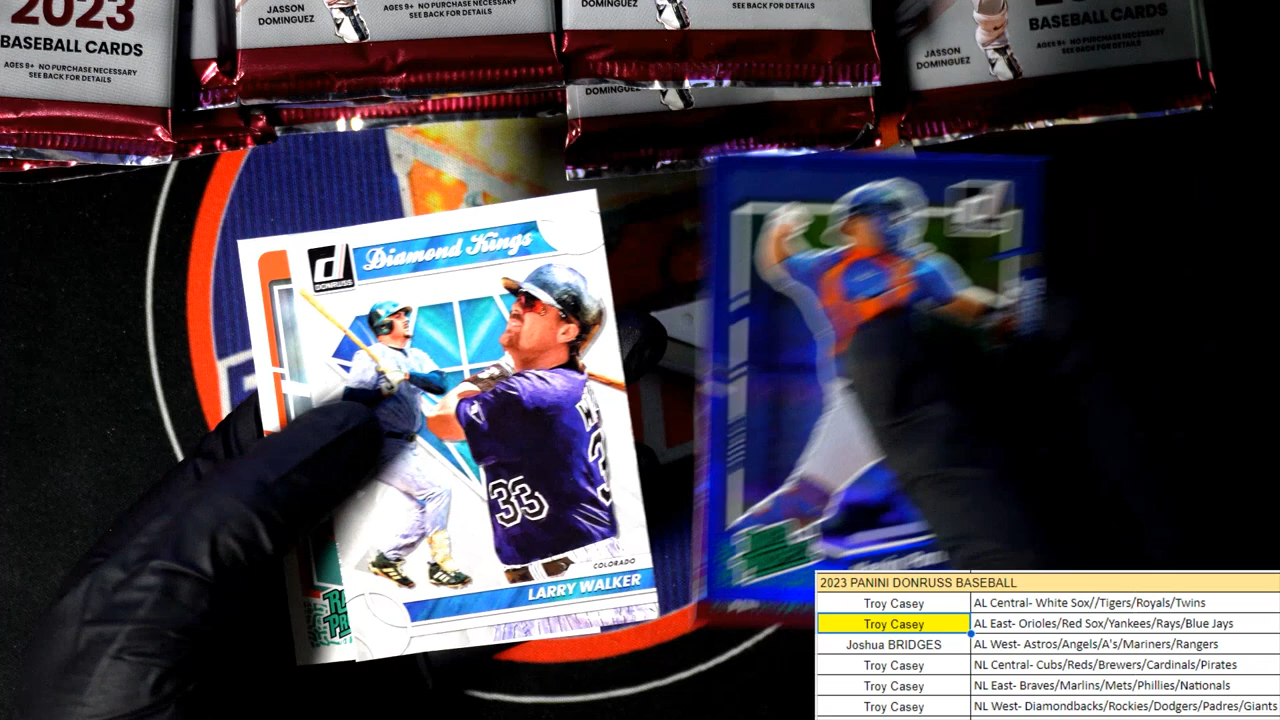 2023
BASEBALL CARDS
AGES 9+ NO PURCHASE NECESSARY
SEE BACK FOR DETAILS
JASSON
DOMINGUEZ
AGES 9+ NO PURCHASE NECESSARY
SEE BACK FOR DETAILS
DOMINGUEZ
SEE BACK FOR DETAILS
BASEBALL CARDS
AGES 9+ NO PURCHASE NECESSARY
SEE BACK FOR DETAILS
JASSON
DOMINGUEZ
d
DONRUSS
Diamond Kings
33
COLORADO
LARRY WALKER
2023 PANINI DONRUSS BASEBALL
Troy Casey AL Central- White Sox//Tigers/Royals/Twins
Troy Casey AL East- Orioles/Red Sox/Yankees/Rays/Blue Jays
Joshua BRIDGES AL West- Astros/Angels/A's/Mariners/Rangers
Troy Casey NL Central- Cubs/Reds/Brewers/Cardinals/Pirates
Troy Casey NL East- Braves/Marlins/Mets/Phillies/Nationals
Troy Casey NL West- Diamondbacks/Rockies/Dodgers/Padres/Giants